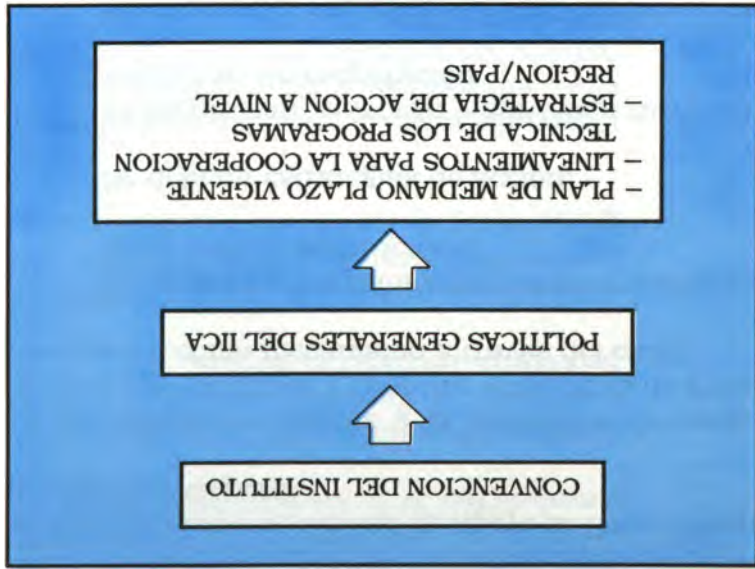 CONVENCION DEL INSTITUTO
POLITICAS GENERALES DEL IICA
– PLAN DE MEDIANO PLAZO VIGENTE
– LINEAMIENTOS PARA LA COOPERACION
TECNICA DE LOS PROGRAMAS
– ESTRATEGIA DE ACCION A NIVEL
REGION/PAIS